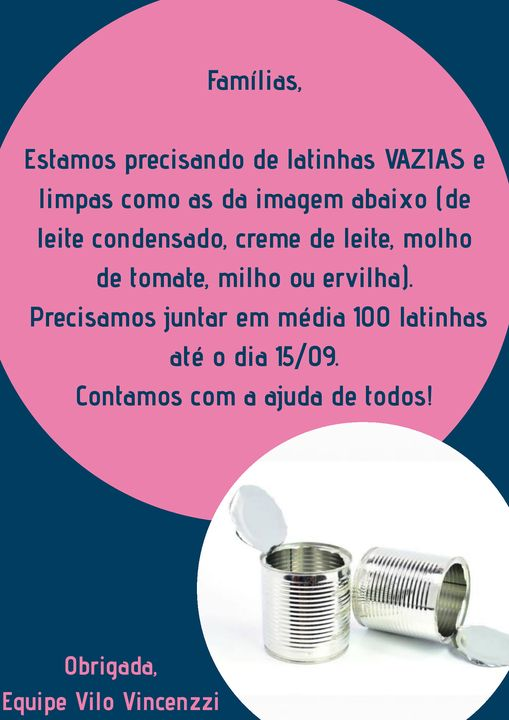 Famílias,
Estamos precisando de latinhas VAZIAS e
limpas como as da imagem abaixo (de
leite condensado, creme de leite, molho
de tomate, milho ou ervilha).
Precisamos juntar em média 100 latinhas
até o dia 15/09.
Contamos com a ajuda de todos!
Obrigada,
Equipe Vilo Vincenzzi